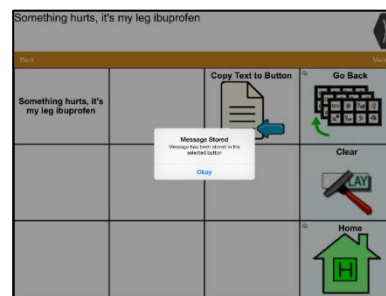 Something hurts, it's my leg ibuprofen
Back
Copy Text to Button
Go Back
Something hurts, it's
my leg ibuprofen
Message Stored
Message has been stored in the
selected button
Okay
Clear
Home
H